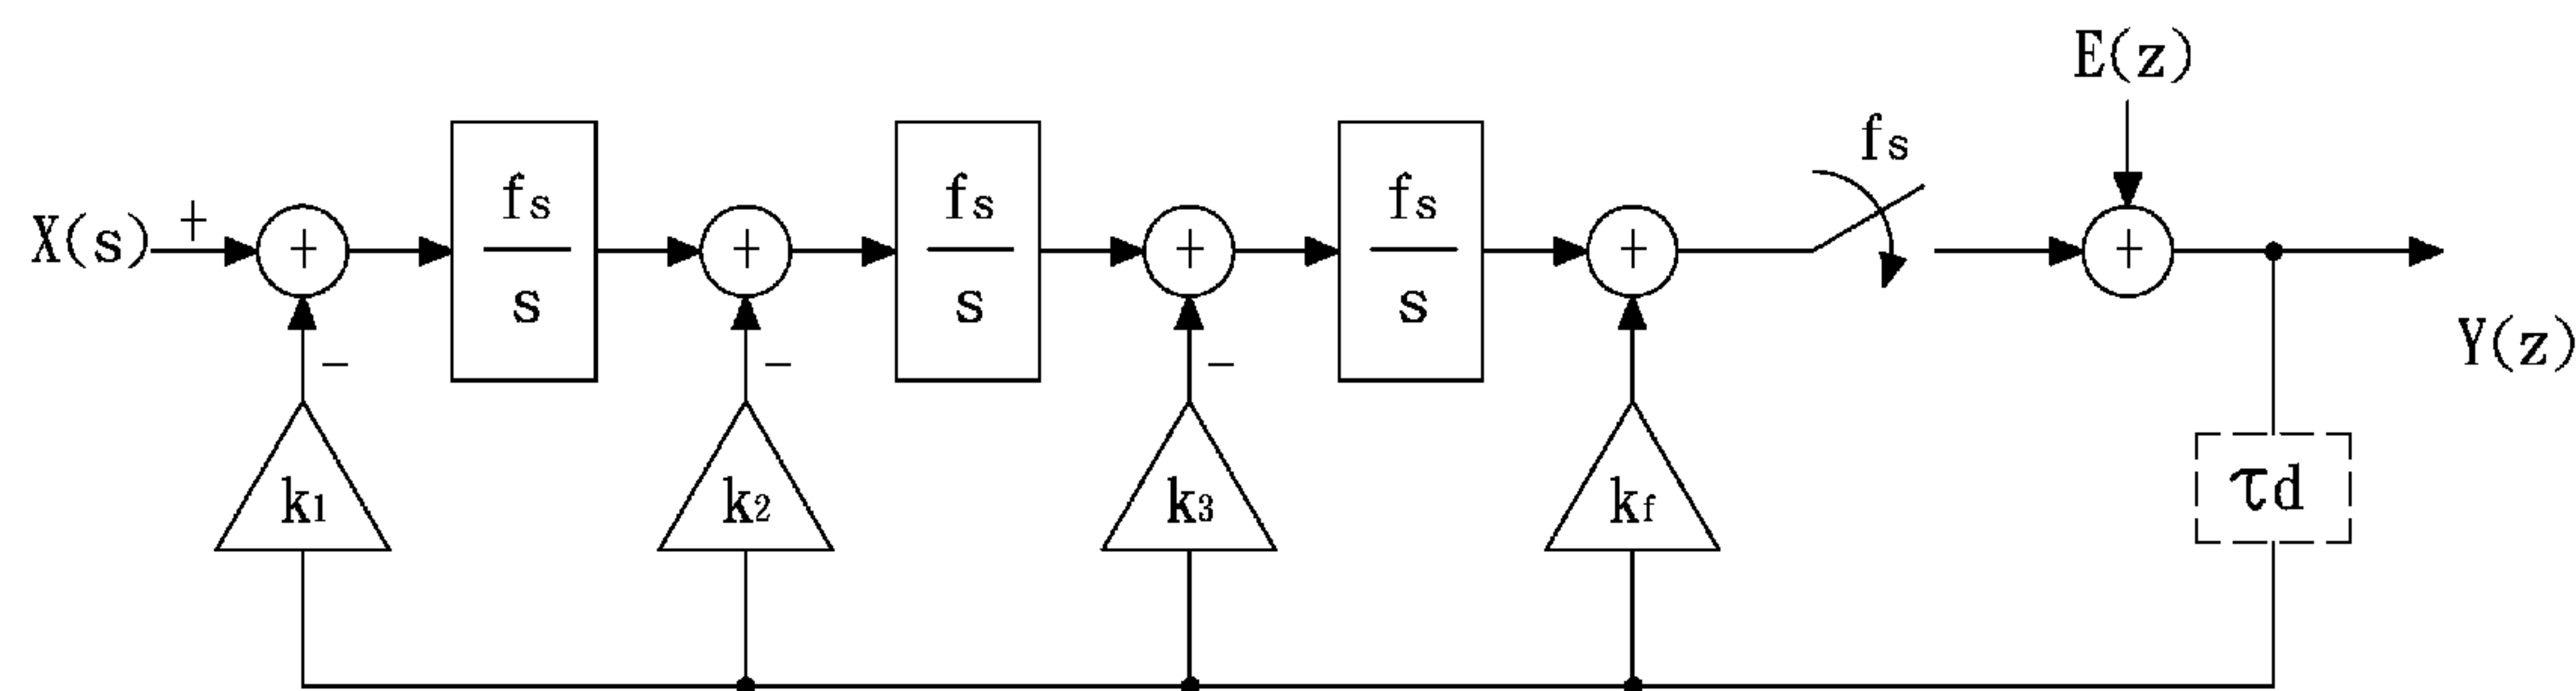 E(z)
fs
X(s) + + fs/s + fs/s + fs/s + +
- - -
Y(z)
k1 k2 k3 kf τd